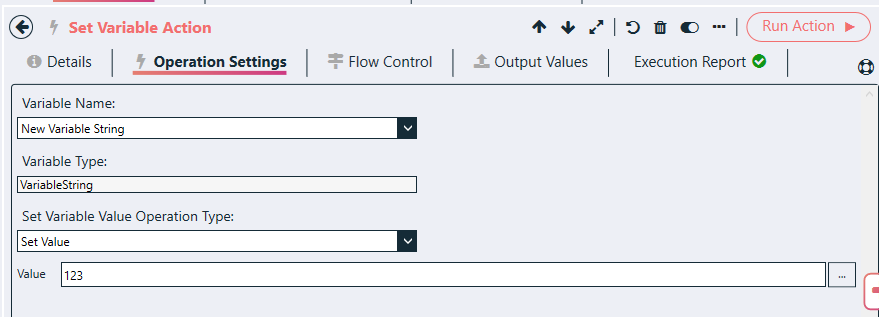 Set Variable Action
Run Action
Details
Operation Settings
Flow Control
Output Values
Execution Report
Variable Name:
New Variable String
Variable Type:
VariableString
Set Variable Value Operation Type:
Set Value
Value 123 ...